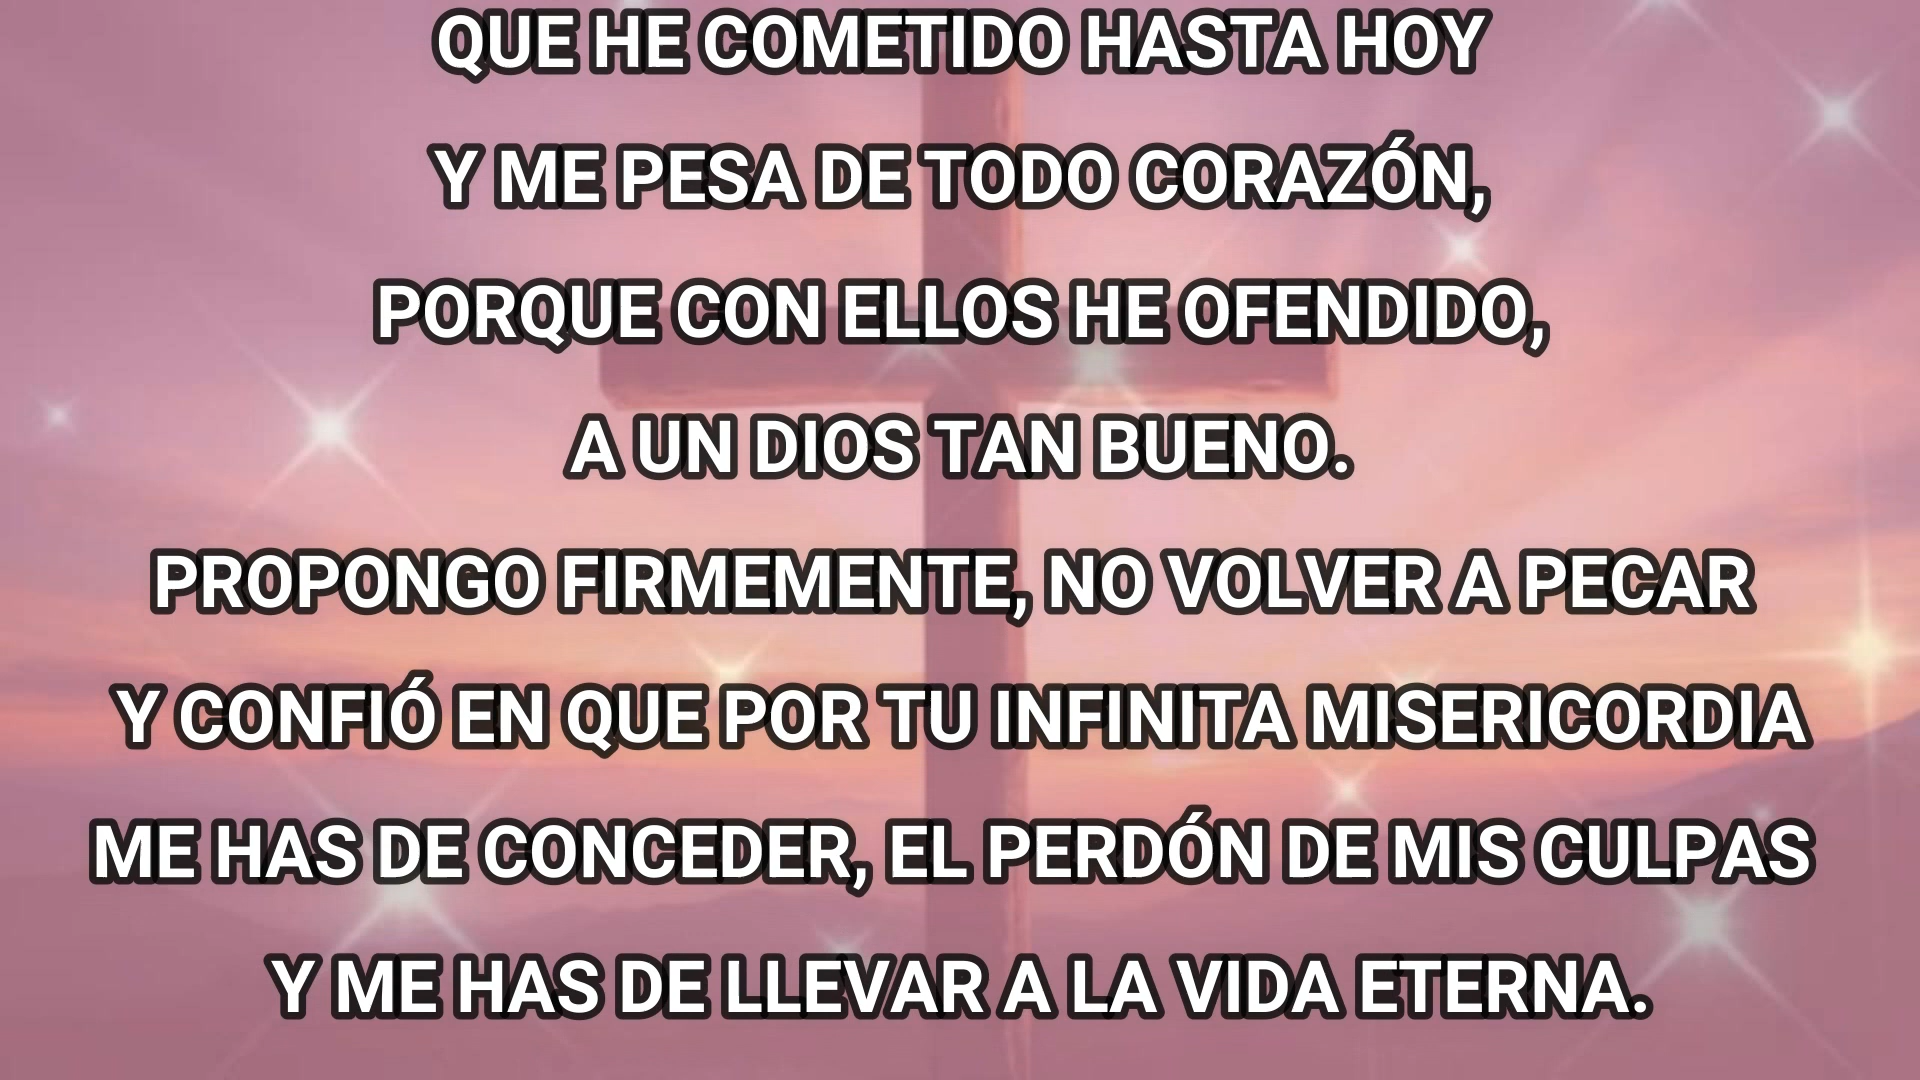 QUE HE COMETIDO HASTA HOY
Y ME PESA DE TODO CORAZÓN,
PORQUE CON ELLOS HE OFENDIDO,
A UN DIOS TAN BUENO.
PROPONGO FIRMEMENTE, NO VOLVER A PECAR
Y CONFIÓ EN QUE POR TU INFINITA MISERICORDIA
ME HAS DE CONCEDER, EL PERDÓN DE MIS CULPAS
Y ME HAS DE LLEVAR A LA VIDA ETERNA.